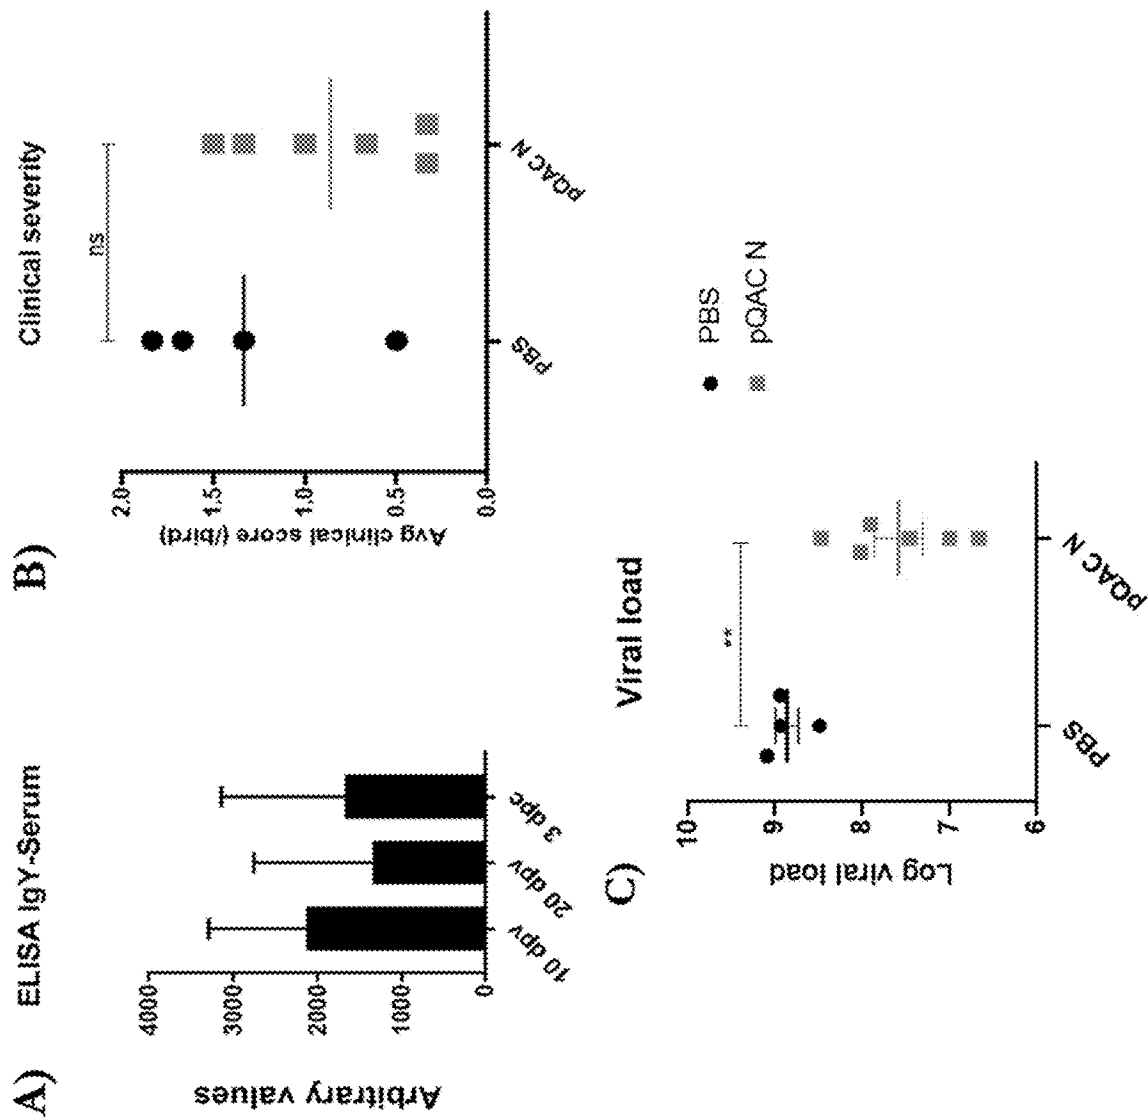 A)
ELISA IgY-Serum
Arbitrary values
4000
3000
2000
1000
0
10 dpv
20 dpv
3 dpc
B)
Clinical severity
Avg clinical score (/bird)
2.0
1.5
1.0
0.5
0.0
ns
PBS
pQAC N
C)
Viral load
Log viral load
10
9
8
7
6
**
PBS
pQAC N
PBS
pQAC N